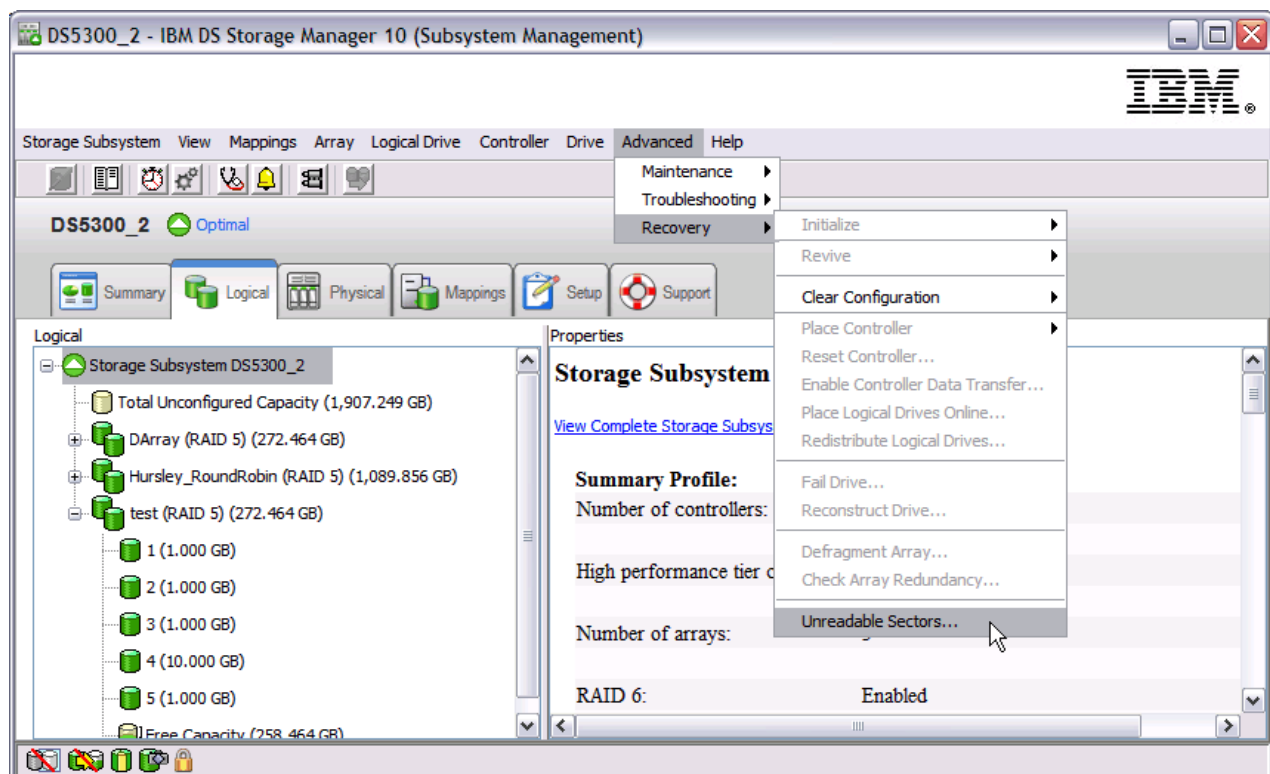 DS5300_2 - IBM DS Storage Manager 10 (Subsystem Management)
IBM®
Storage Subsystem View Mappings Array Logical Drive Controller Drive Advanced Help
Maintenance
Troubleshooting
Recovery
DS5300_2 Optimal
Initialize
Revive
Clear Configuration
Place Controller
Reset Controller...
Enable Controller Data Transfer...
Place Logical Drives Online...
Redistribute Logical Drives...
Fail Drive...
Reconstruct Drive...
Defragment Array...
Check Array Redundancy...
Unreadable Sectors...
Summary Logical Physical Mappings Setup Support
Logical
Storage Subsystem DS5300_2
Total Unconfigured Capacity (1,907.249 GB)
DArray (RAID 5) (272.464 GB)
Hursley_RoundRobin (RAID 5) (1,089.856 GB)
test (RAID 5) (272.464 GB)
1 (1.000 GB)
2 (1.000 GB)
3 (1.000 GB)
4 (10.000 GB)
5 (1.000 GB)
Free Capacity (258.464 GB)
Properties
Storage Subsystem
View Complete Storage Subsys
Summary Profile:
Number of controllers:
High performance tier c
Number of arrays:
RAID 6: Enabled